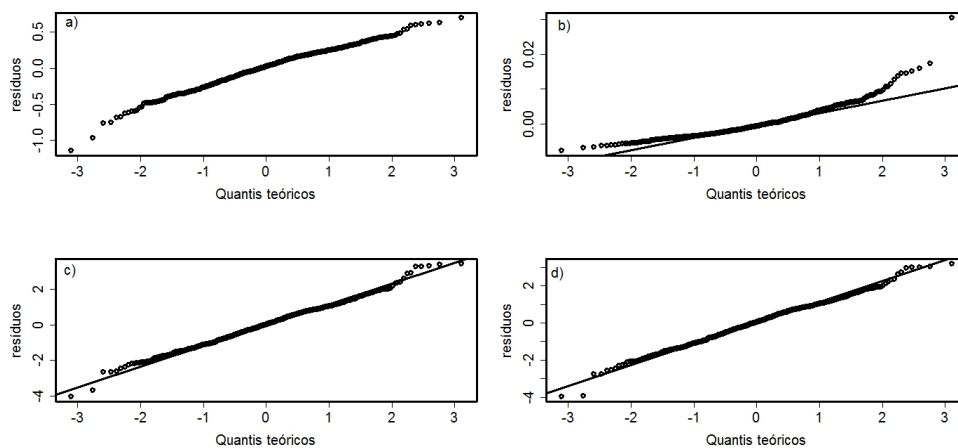 a)
resíduos
-1.0 -0.5 0.0 0.5
-3 -2 -1 0 1 2 3
Quantis teóricos
b)
resíduos
0.00 0.02
-3 -2 -1 0 1 2 3
Quantis teóricos
c)
resíduos
-4 -2 0 2
-3 -2 -1 0 1 2 3
Quantis teóricos
d)
resíduos
-4 -2 0 2
-3 -2 -1 0 1 2 3
Quantis teóricos